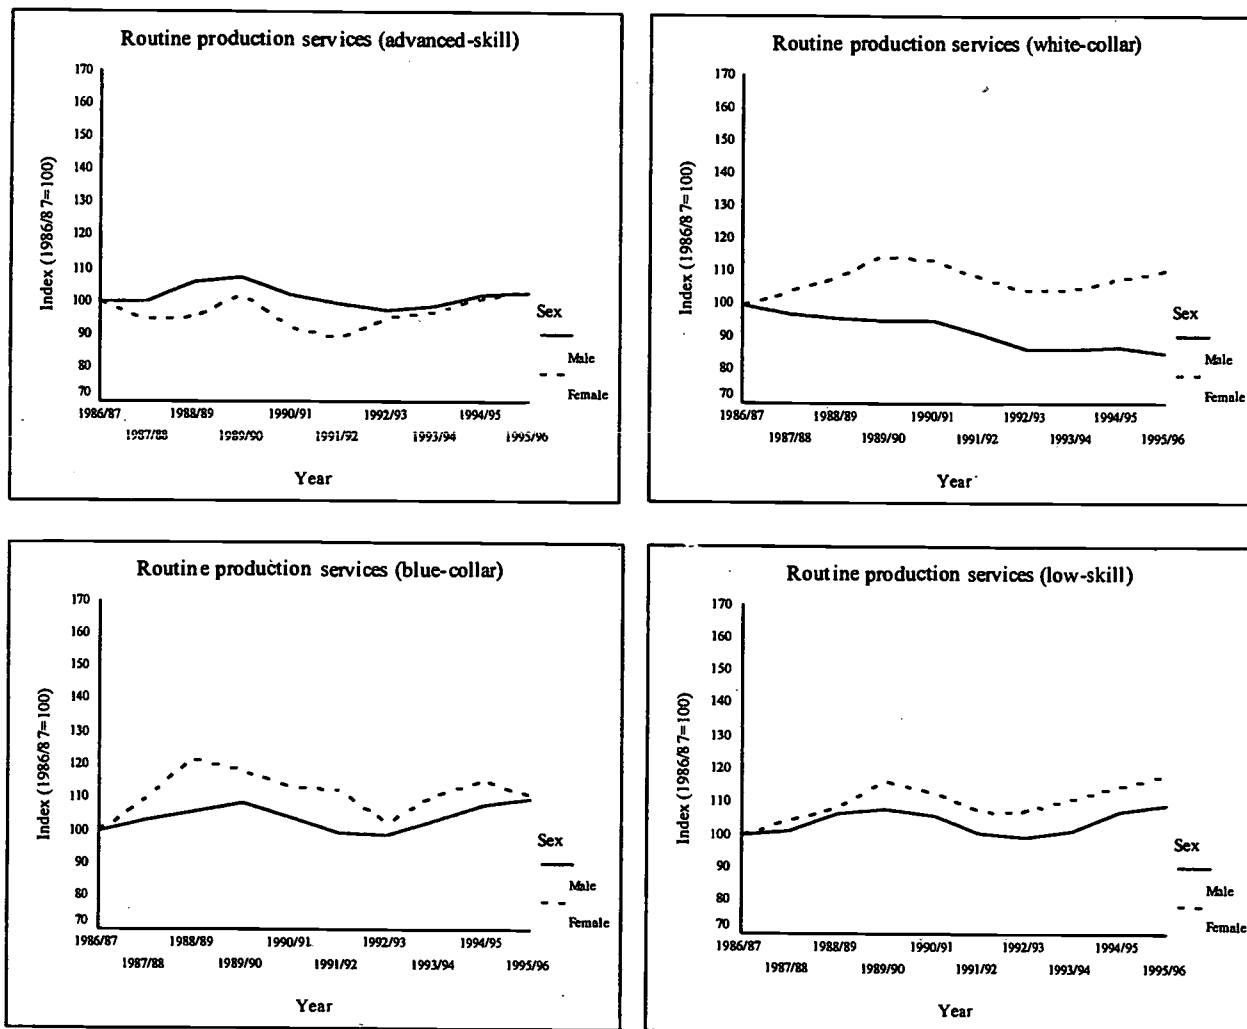 Routine production services (advanced-skill)
170
160
150
140
130
120
110
100
90
80
70
Index (1986/87=100)
Sex
Male
Female
1986/87 1988/89 1990/91 1992/93 1994/95
1987/88 1989/90 1991/92 1993/94 1995/96
Year
Routine production services (white-collar)
170
160
150
140
130
120
110
100
90
80
70
Index (1986/87=100)
Sex
Male
Female
1986/87 1988/89 1990/91 1992/93 1994/95
1987/88 1989/90 1991/92 1993/94 1995/96
Year
Routine production services (blue-collar)
170
160
150
140
130
120
110
100
90
80
70
Index (1986/87=100)
Sex
Male
Female
1986/87 1988/89 1990/91 1992/93 1994/95
1987/88 1989/90 1991/92 1993/94 1995/96
Year
Routine production services (low-skill)
170
160
150
140
130
120
110
100
90
80
70
Index (1986/87=100)
Sex
Male
Female
1986/87 1988/89 1990/91 1992/93 1994/95
1987/88 1989/90 1991/92 1993/94 1995/96
Year